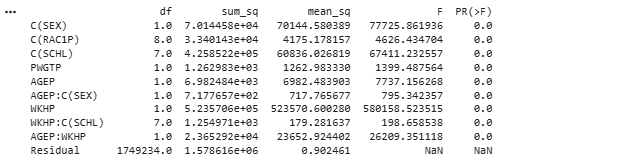 ... df sum_sq mean_sq F PR(>F)
C(SEX) 1.0 7.014458e+04 70144.580389 77725.861936 0.0
C(RAC1P) 8.0 3.340143e+04 4175.178157 4626.434704 0.0
C(SCHL) 7.0 4.258522e+05 60836.026819 67411.232557 0.0
PWGTP 1.0 1.262983e+03 1262.983330 1399.487564 0.0
AGEP 1.0 6.982484e+03 6982.483903 7737.156268 0.0
AGEP:C(SEX) 1.0 7.177657e+02 717.765677 795.342357 0.0
WKHP 1.0 5.235706e+05 523570.600280 580158.523515 0.0
WKHP:C(SCHL) 7.0 1.254971e+03 179.281637 198.658538 0.0
AGEP:WKHP 1.0 2.365292e+04 23652.924402 26209.351118 0.0
Residual 1749234.0 1.578616e+06 0.902461 NaN NaN